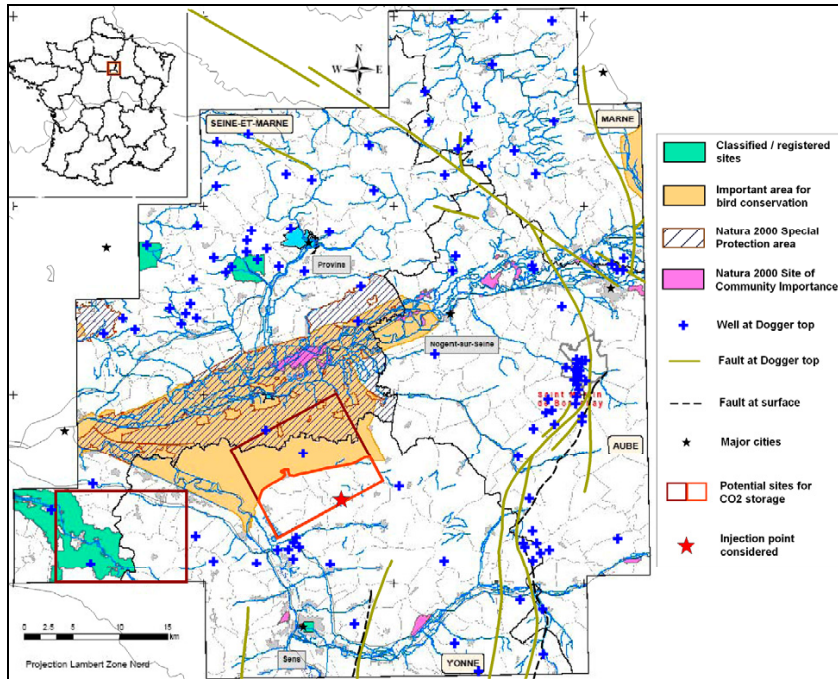 N
W
E
S
SEINE-ET-MARNE
MARNE
Provins
Nogent-sur-seine
AUBE
Sens
YONNE
0 2.5 5 10 15
km
Projection Lambert Zone Nord
Classified / registered
sites
Important area for
bird conservation
Natura 2000 Special
Protection area
Natura 2000 Site of
Community Importance
Well at Dogger top
Fault at Dogger top
Fault at surface
Major cities
Potential sites for
CO2 storage
Injection point
considered